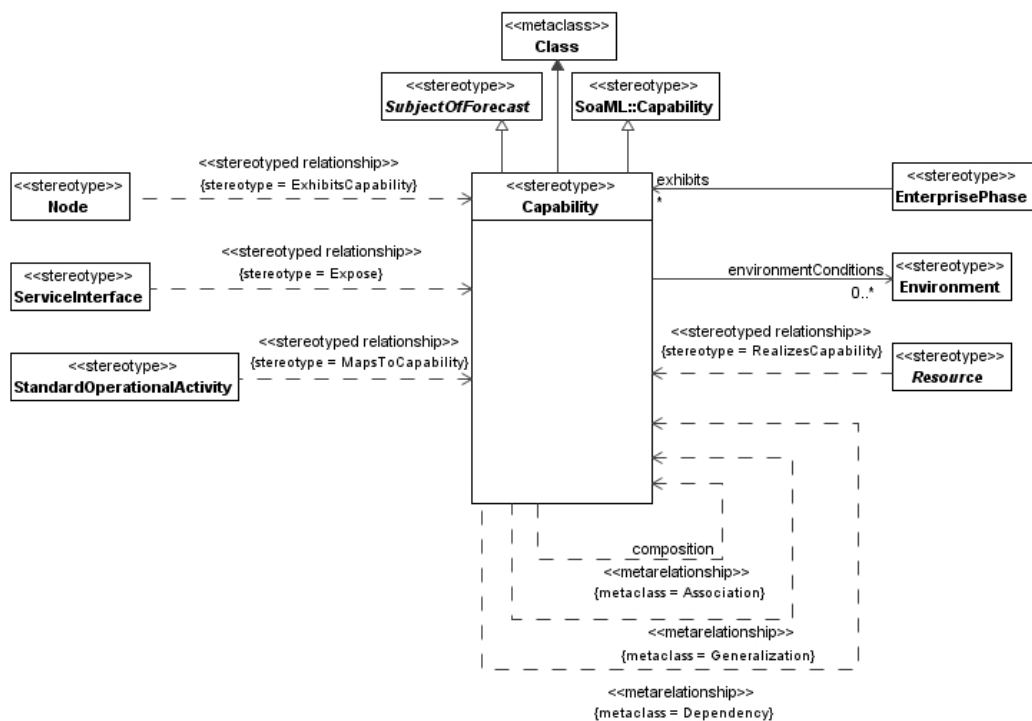 <<metaclass>>
Class
<<stereotype>>
SubjectOfForecast
<<stereotype>>
SoaML::Capability
<<stereotyped relationship>>
{stereotype = ExhibitsCapability}
<<stereotype>>
Node
<<stereotype>>
Capability
exhibits
*
<<stereotype>>
EnterprisePhase
<<stereotyped relationship>>
{stereotype = Expose}
<<stereotype>>
ServiceInterface
environmentConditions
0..*
<<stereotype>>
Environment
<<stereotyped relationship>>
{stereotype = MapsToCapability}
<<stereotype>>
StandardOperationalActivity
<<stereotyped relationship>>
{stereotype = RealizesCapability}
<<stereotype>>
Resource
composition
<<metarelationship>>
{metaclass = Association}
<<metarelationship>>
{metaclass = Generalization}
<<metarelationship>>
{metaclass = Dependency}